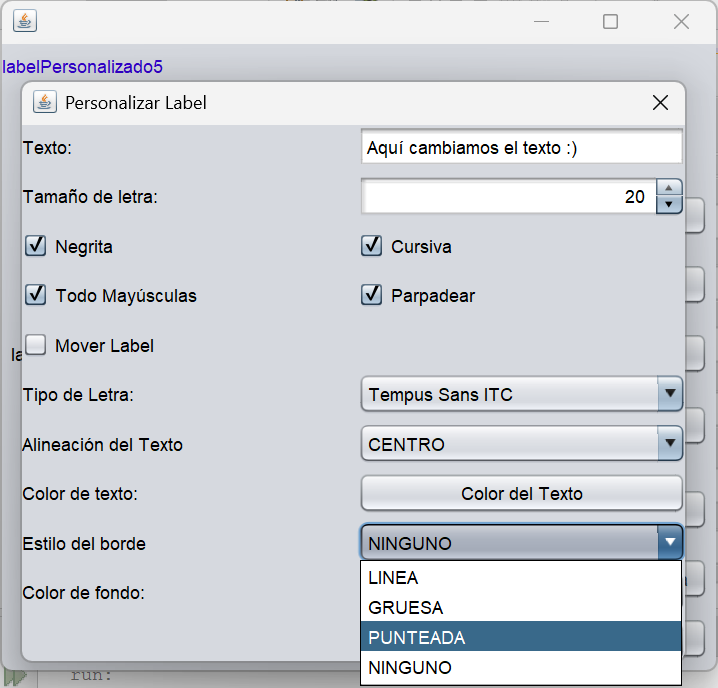 labelPersonalizado5
Personalizar Label
Texto: Aquí cambiamos el texto :)
Tamaño de letra: 20
Negrita Cursiva
Todo Mayúsculas Parpadear
Mover Label
Tipo de Letra: Tempus Sans ITC
Alineación del Texto CENTRO
Color de texto: Color del Texto
Estilo del borde NINGUNO
LINEA
Color de fondo:
GRUESA
PUNTEADA
NINGUNO
run: